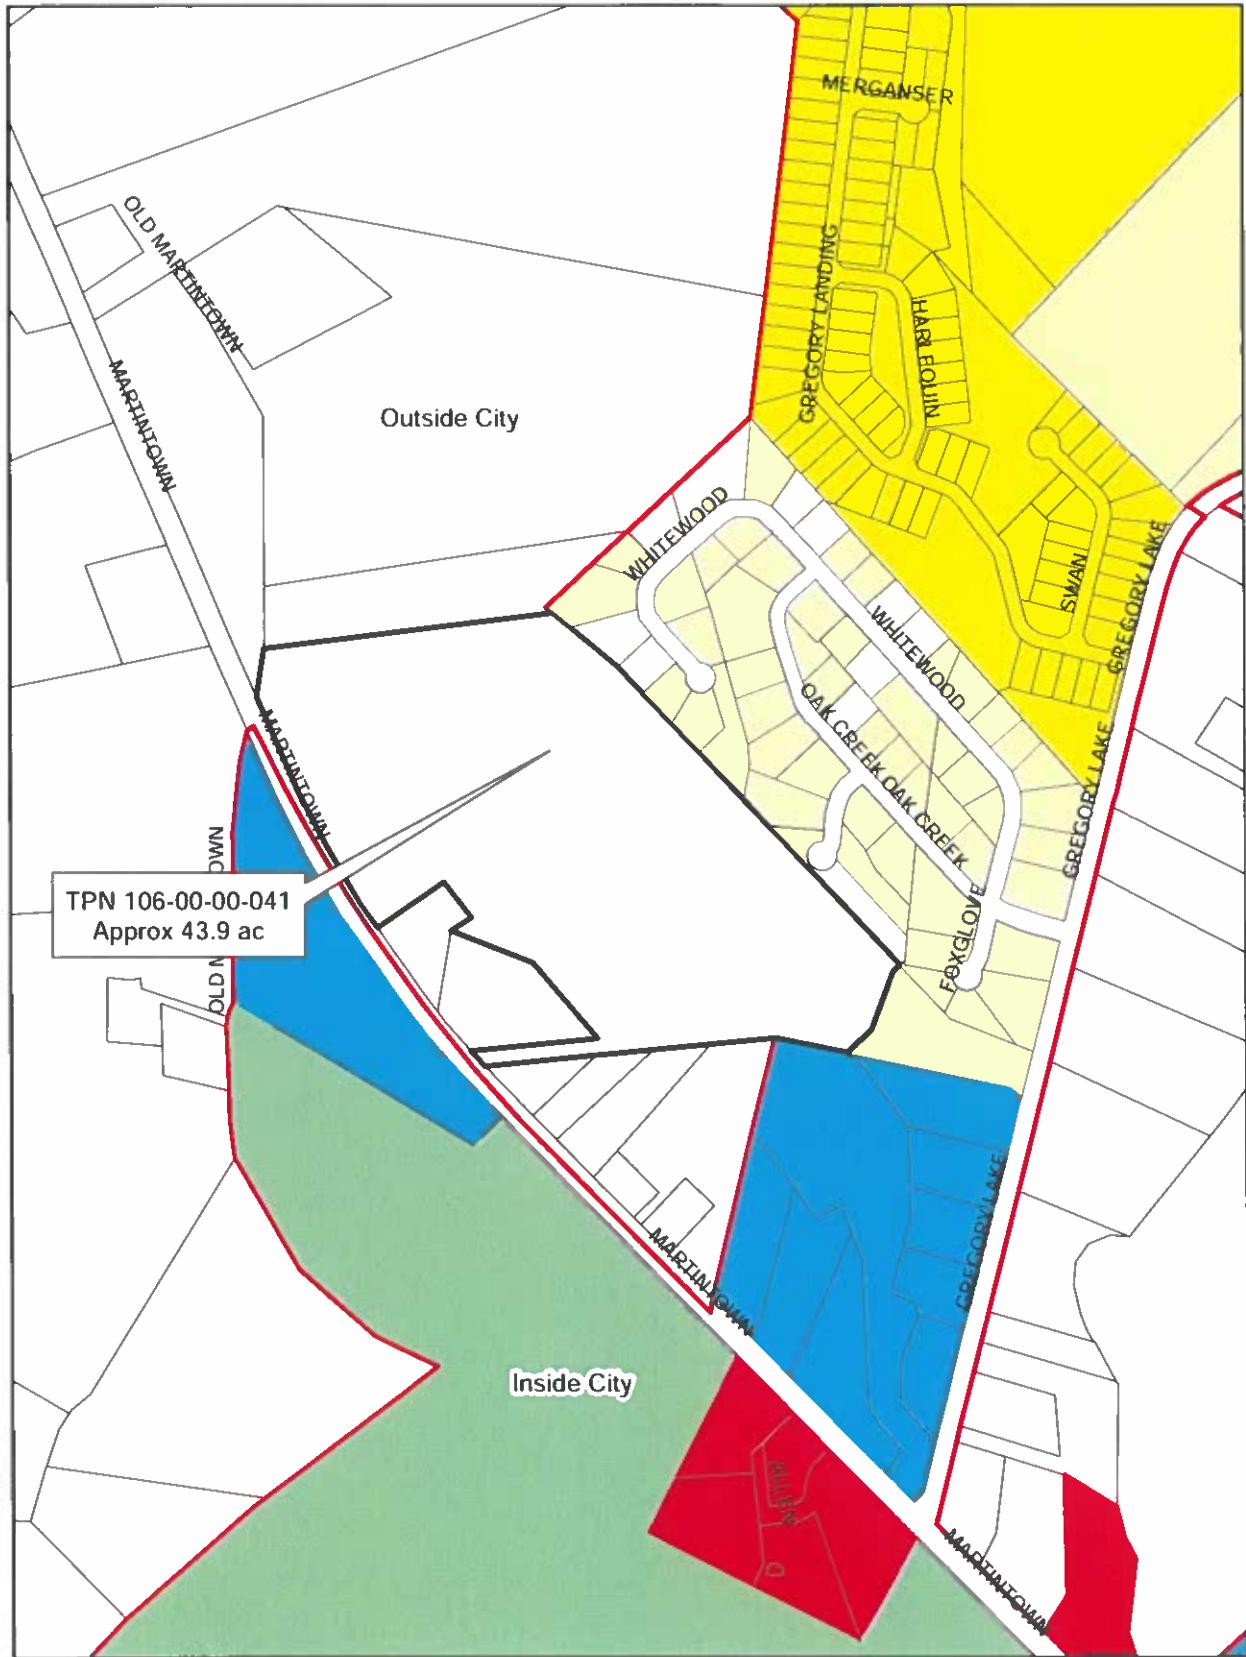 MERGANSER
OLD MARTINTOWN
GREGORY LANDING
HARLEQUIN
MARTINTOWN
Outside City
WHITEWOOD
GREGORY LAKE
SWAN
WHITEWOOD
OAK CREEK
OAK CREEK
MARTINTOWN
GREGORY LAKE
TPN 106-00-00-041
Approx 43.9 ac
FOXGLOVE
GREGORY LAKE
MARTINTOWN
Inside City
MARTINTOWN